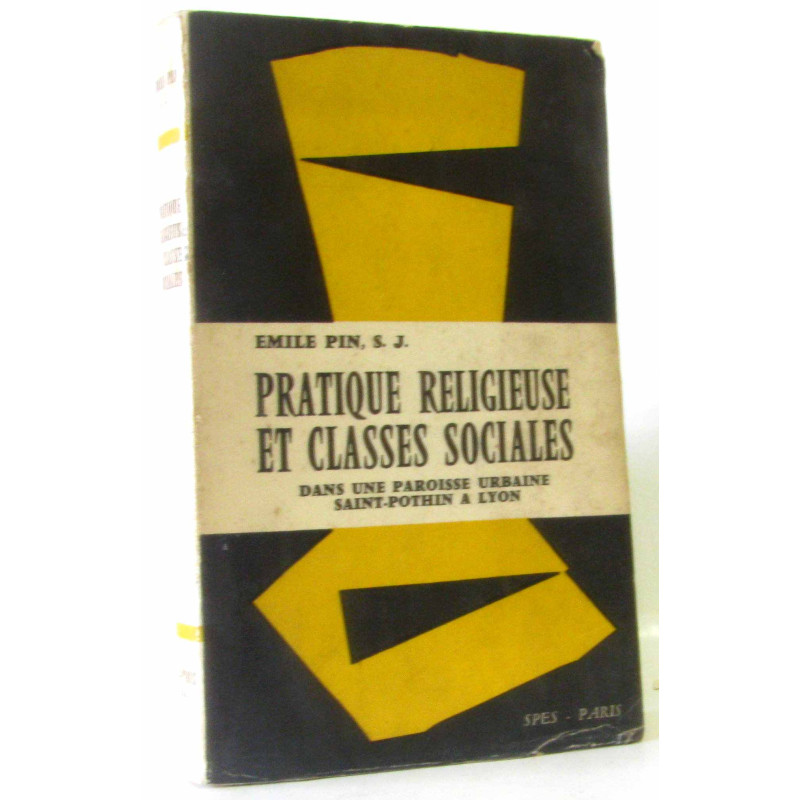 EMILE PIN, S. J.
PRATIQUE RELIGIEUSE
ET CLASSES SOCIALES
DANS UNE PAROISSE URBAINE
SAINT-POTHIN A LYON
SPES - PARIS